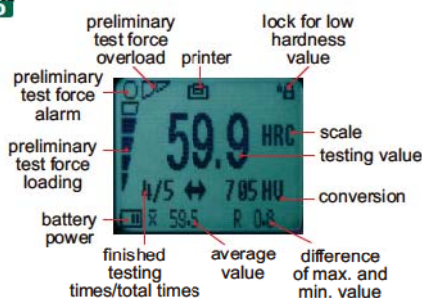 preliminary
test force
overload
printer
lock for low
hardness
value
preliminary
test force
alarm
59.9 HRC
scale
testing value
preliminary
test force
loading
4/5 ↔ 705 HV
conversion
battery
power
X 59.5 R 0.8
finished
testing
times/total times
average
value
difference
of max. and
min. value